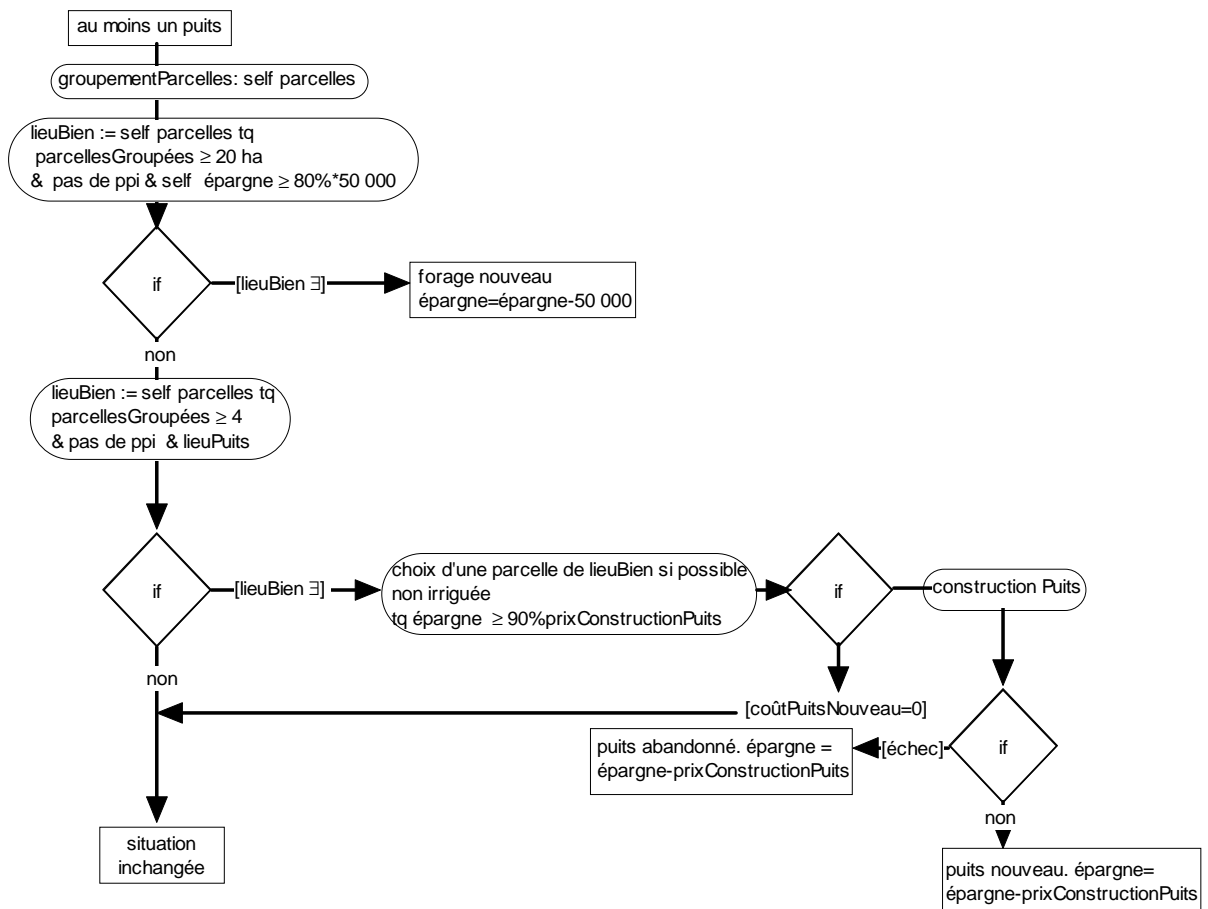 au moins un puits
groupementParcelles: self parcelles
lieuBien := self parcelles tq
parcellesGroupées ≥ 20 ha
& pas de ppi & self épargne ≥ 80%*50 000
if
[lieuBien ∃]
forage nouveau
épargne=épargne-50 000
non
lieuBien := self parcelles tq
parcellesGroupées ≥ 4
& pas de ppi & lieuPuits
if
[lieuBien ∃]
choix d'une parcelle de lieuBien si possible
non irriguée
tq épargne ≥ 90%prixConstructionPuits
if
construction Puits
non
[coûtPuitsNouveau=0]
puits abandonné. épargne =
épargne-prixConstructionPuits
[échec]
if
non
situation
inchangée
puits nouveau. épargne=
épargne-prixConstructionPuits